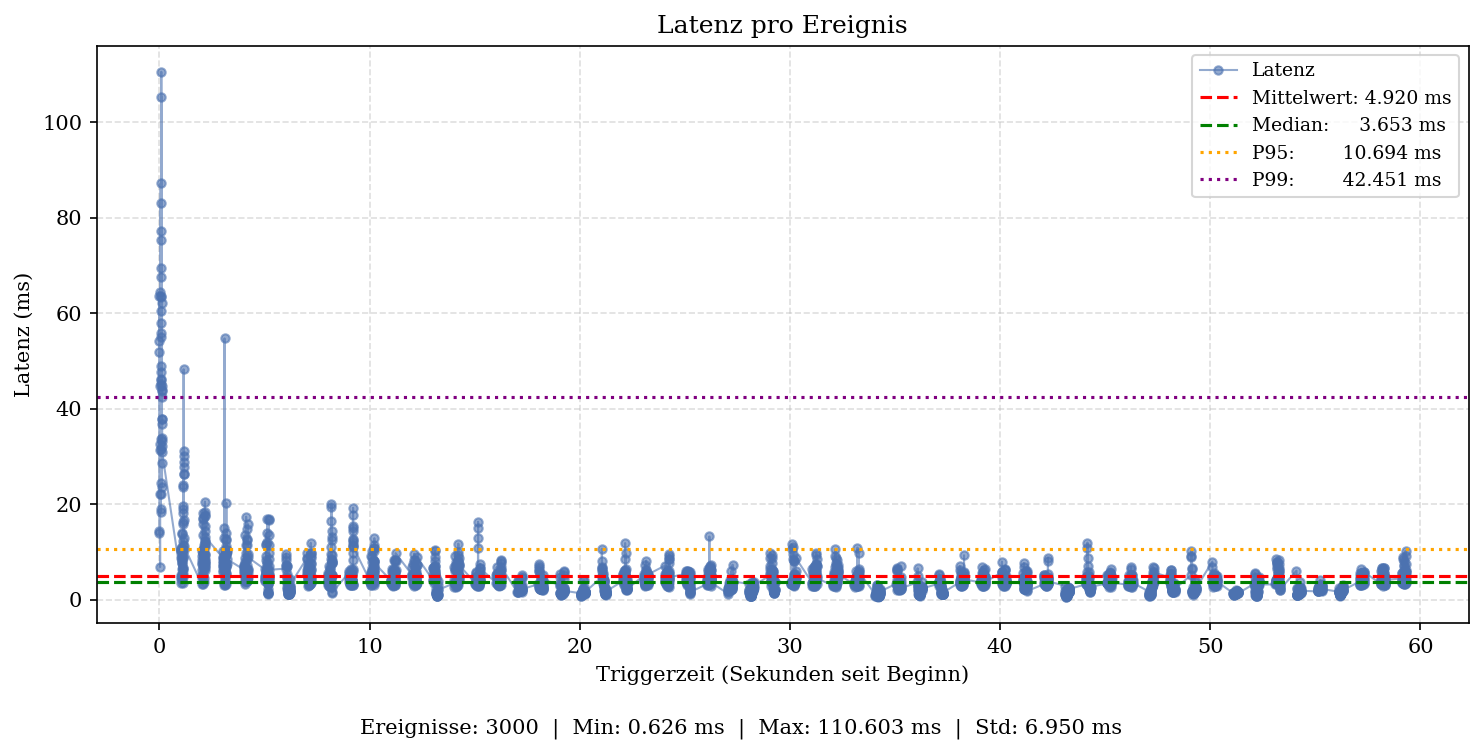 Latenz pro Ereignis
Latenz (ms)
100
80
60
40
20
0
Latenz
Mittelwert: 4.920 ms
Median: 3.653 ms
P95: 10.694 ms
P99: 42.451 ms
0 10 20 30 40 50 60
Triggerzeit (Sekunden seit Beginn)
Ereignisse: 3000 | Min: 0.626 ms | Max: 110.603 ms | Std: 6.950 ms